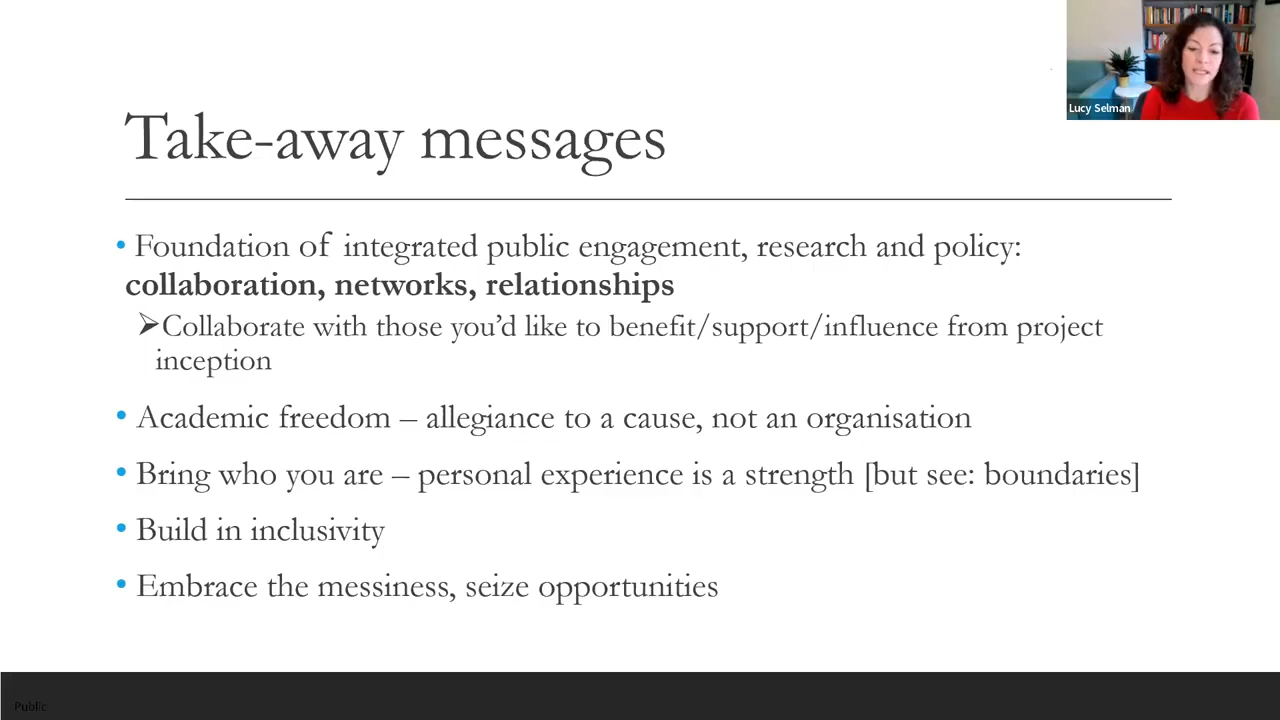 Lucy Selman
Take-away messages
• Foundation of integrated public engagement, research and policy:
collaboration, networks, relationships
➢Collaborate with those you’d like to benefit/support/influence from project
inception
• Academic freedom – allegiance to a cause, not an organisation
• Bring who you are – personal experience is a strength [but see: boundaries]
• Build in inclusivity
• Embrace the messiness, seize opportunities
Public